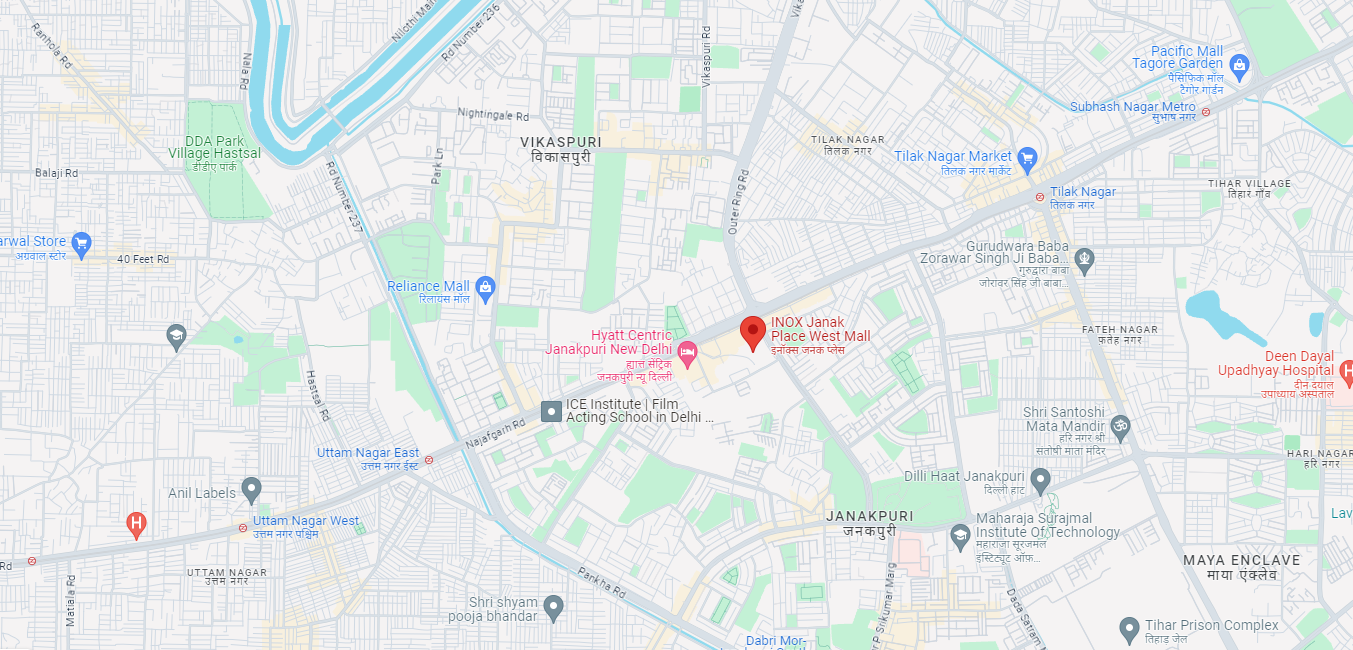 Ranhola Rd
Nala Rd
Nilothi Main
Rd Number 236
Vikaspuri Rd
Pacific Mall
Tagore Garden
पैसिफिक मॉल
टैगोर गार्डन
Subhash Nagar Metro
सुभाष नगर
Nightingale Rd
DDA Park
Village Hastsal
डीडीए पार्क
VIKASPURI
विकासपुरी
TILAK NAGAR
तिलक नगर
Tilak Nagar Market
तिलक नगर मार्केट
Balaji Rd
Park Ln
Rd Number 237
Outer Ring Rd
Tilak Nagar
तिलक नगर
TIHAR VILLAGE
तिहार गाँव
arwal Store
अग्रवाल स्टोर
40 Feet Rd
Gurudwara Baba
Zorawar Singh Ji Baba...
गुरुद्वारा बाबा
जोरावर सिंह जी बाबा...
Reliance Mall
रिलायंस मॉल
INOX Janak
Place West Mall
इनॉक्स जनक प्लेस
Hyatt Centric
Janakpuri New Delhi
ह्यात्त सेंट्रिक
जनकपुरी न्यू दिल्ली
FATEH NAGAR
फतेह नगर
Deen Dayal
Upadhyay Hospital
दीन दयाल
उपाध्याय अस्पताल
Hastsal Rd
ICE Institute | Film
Acting School in Delhi ...
Najafgarh Rd
Shri Santoshi
Mata Mandir
हरि नगर श्री
सतोषी माता मंदिर
Uttam Nagar East
उत्तम नगर ईस्ट
HARI NAGAR
हरि नगर
Anil Labels
Dilli Haat Janakpuri
दिल्ली हाट
Uttam Nagar West
उत्तम नगर पश्चिम
JANAKPURI
जनकपुरी
Maharaja Surajmal
Institute Of Technology
महाराजा सूरजमल
इंस्टिट्यूट ऑफ़...
Lav
Rd
UTTAM NAGAR
उत्तम नगर
Matiala Rd
Pankha Rd
MAYA ENCLAVE
माया एंक्लेव
Shri shyam
pooja bhandar
P Srikumar Marg
Dada Satram
Tihar Prison Complex
तिहाड़ जेल
Dabri Mor-